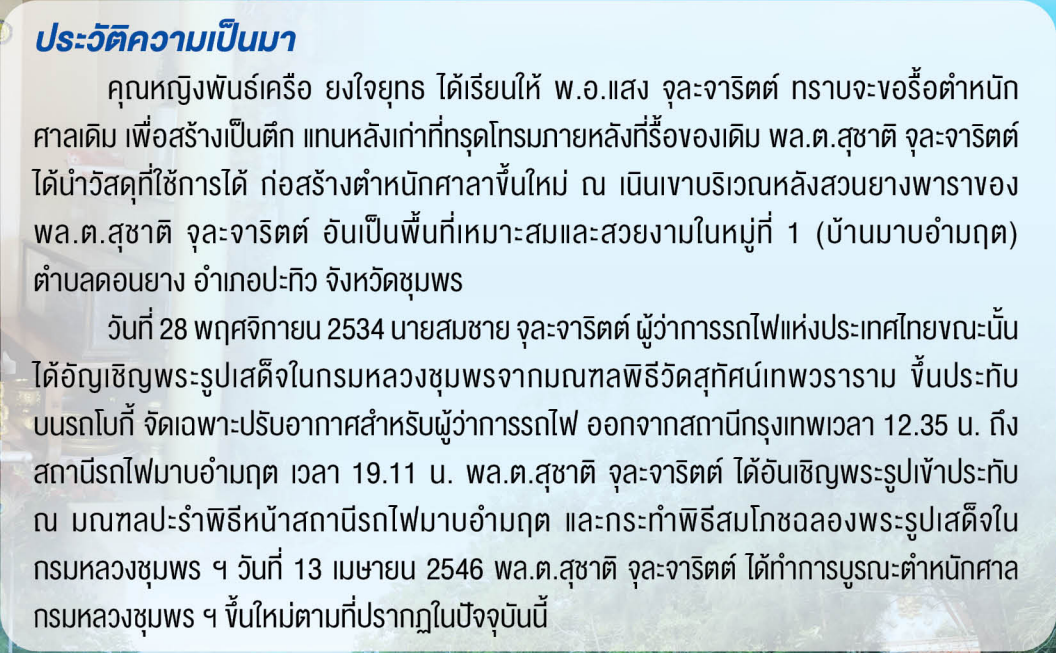 ประวัติความเป็นมา
คุณหญิงพันธ์เครือ ยงใจยุทธ ได้เรียนให้ พ.อ.แสง จุละจาริตต์ ทราบจะขอรื้อตำหนัก
ศาลเดิม เพื่อสร้างเป็นตึก แทนหลังเก่าที่ทรุดโทรมภายหลังที่รื้อของเดิม พล.ต.สุชาติ จุละจาริตต์
ได้นำวัสดุที่ใช้การได้ ก่อสร้างตำหนักศาลาขึ้นใหม่ ณ เนินเขาบริเวณหลังสวนยางพาราของ
พล.ต.สุชาติ จุละจาริตต์ อันเป็นพื้นที่เหมาะสมและสวยงามในหมู่ที่ 1 (บ้านมาบอำมฤต)
ตำบลดอนยาง อำเภอปะทิว จังหวัดชุมพร
วันที่ 28 พฤศจิกายน 2534 นายสมชาย จุละจาริตต์ ผู้ว่าการรถไฟแห่งประเทศไทยขณะนั้น
ได้อัญเชิญพระรูปเสด็จในกรมหลวงชุมพรจากมณฑลพิธีวัดสุทัศน์เทพวราราม ขึ้นประทับ
บนรถโบกี้ จัดเฉพาะปรับอากาศสำหรับผู้ว่าการรถไฟ ออกจากสถานีกรุงเทพเวลา 12.35 น. ถึง
สถานีรถไฟมาบอำมฤต เวลา 19.11 น. พล.ต.สุชาติ จุละจาริตต์ ได้อันเชิญพระรูปเข้าประทับ
ณ มณฑลปะรำพิธีหน้าสถานีรถไฟมาบอำมฤต และกระทำพิธีสมโภชฉลองพระรูปเสด็จใน
กรมหลวงชุมพร ฯ วันที่ 13 เมษายน 2546 พล.ต.สุชาติ จุละจาริตต์ ได้ทำการบูรณะตำหนักศาล
กรมหลวงชุมพร ฯ ขึ้นใหม่ตามที่ปรากฏในปัจจุบันนี้